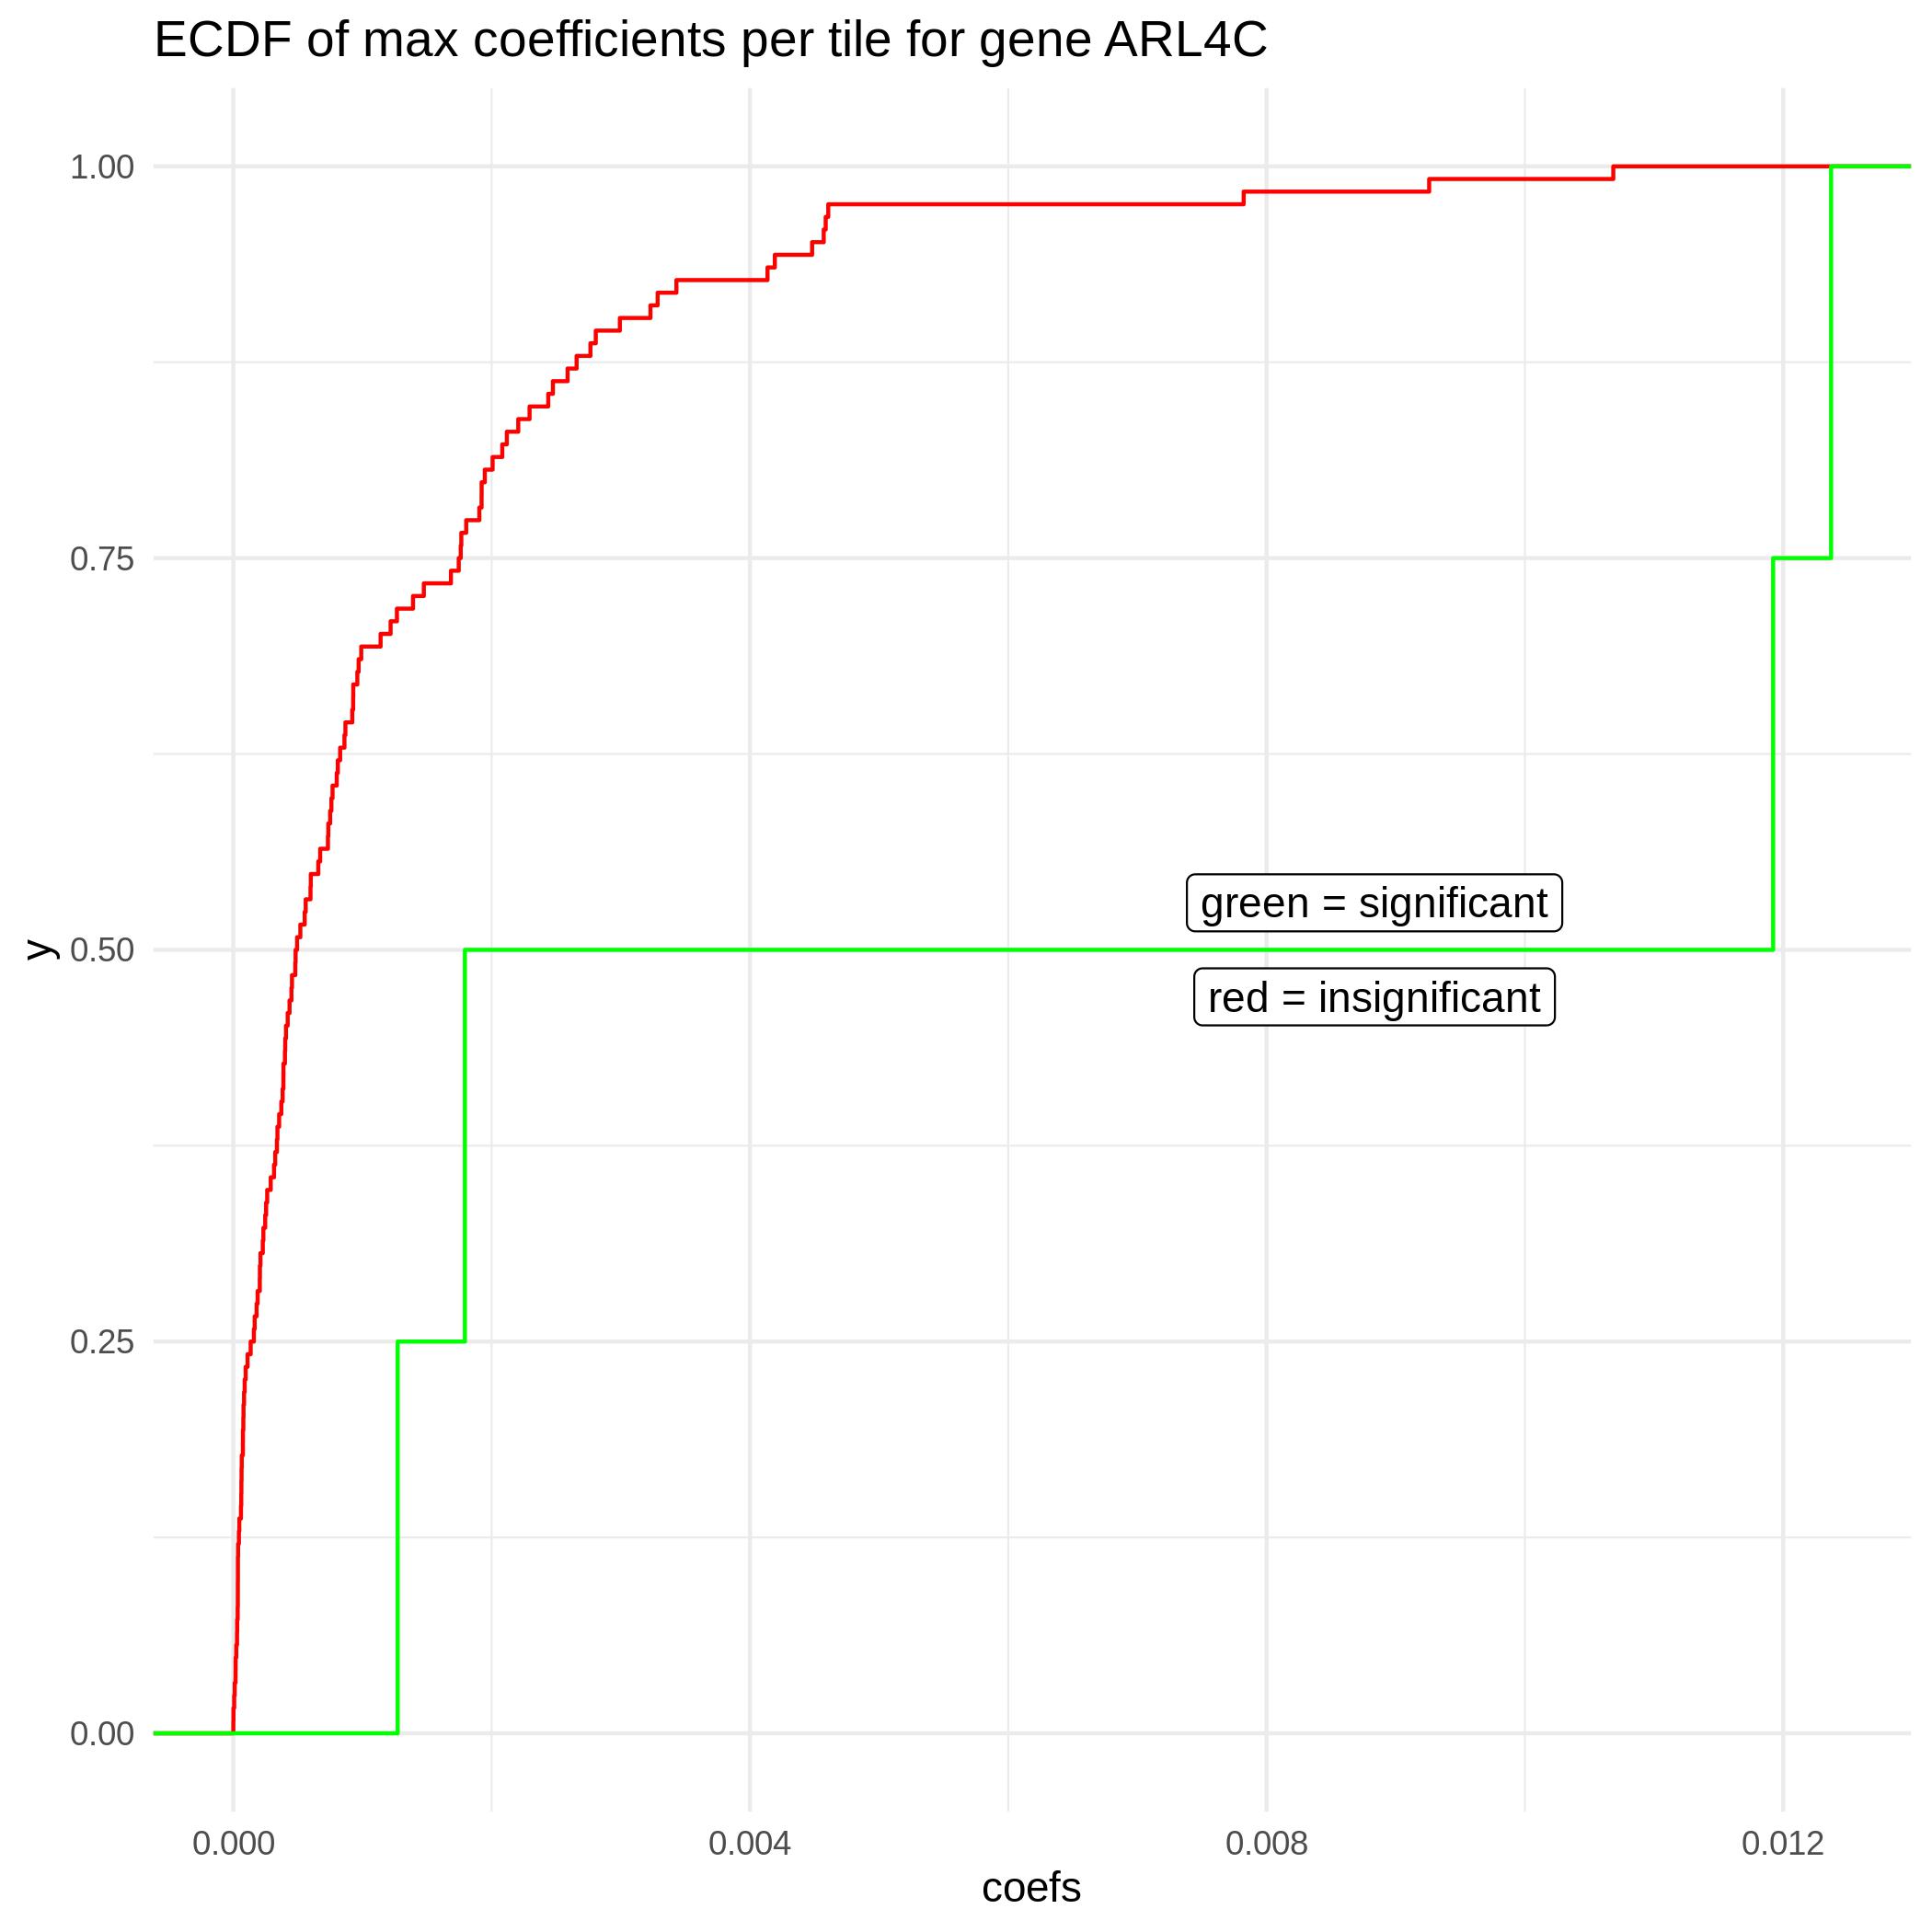 ECDF of max coefficients per tile for gene ARL4C
1.00
0.75
0.50
0.25
0.00
y
green = significant
red = insignificant
0.000
0.004
0.008
0.012
coefs